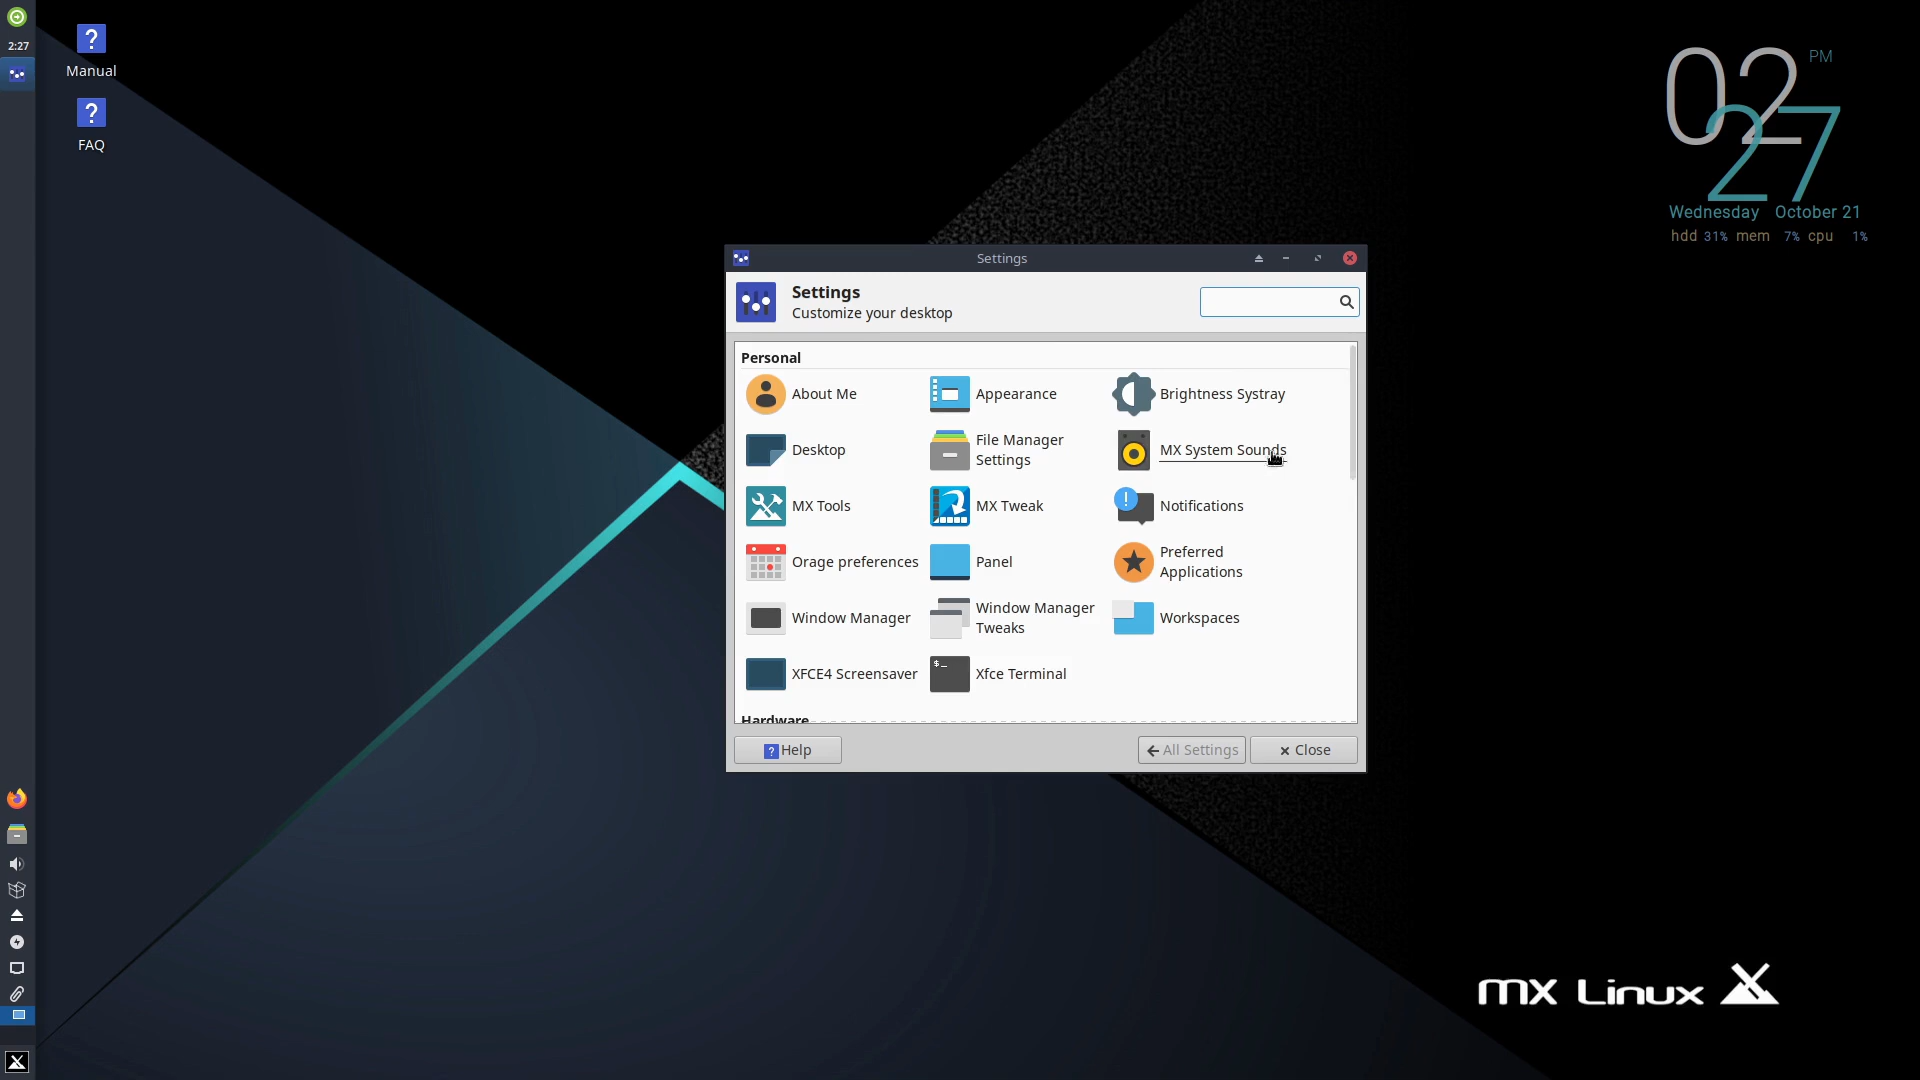 2:27
Manual
FAQ
02 PM
27
Wednesday October 21
hdd 31% mem 7% cpu 1%
Settings
Settings
Customize your desktop
Personal
About Me
Appearance
Brightness Systray
Desktop
File Manager
Settings
MX System Sounds
MX Tools
MX Tweak
Notifications
Orage preferences
Panel
Preferred
Applications
Window Manager
Window Manager
Tweaks
Workspaces
XFCE4 Screensaver
$_
Xfce Terminal
Hardware
? Help
All Settings
Close
MX Linux